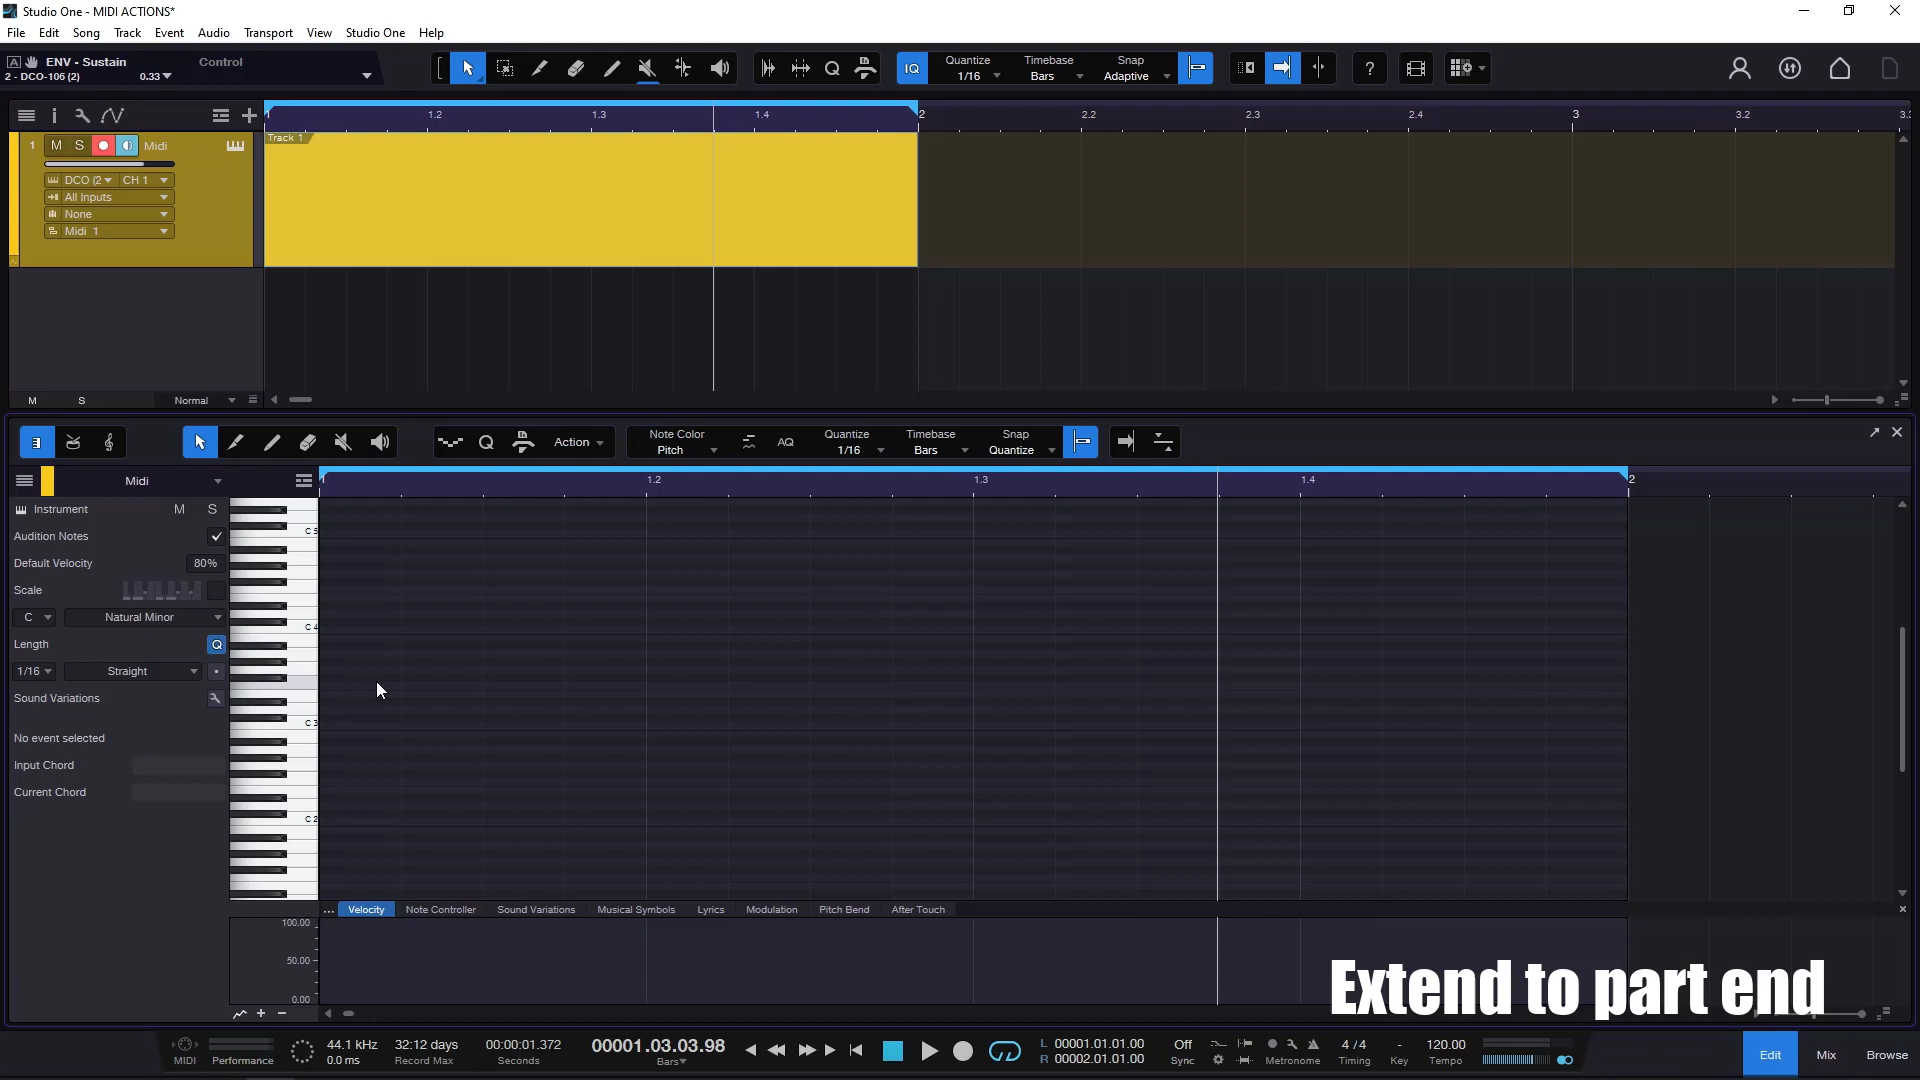 Studio One - MIDI ACTIONS*
File Edit Song Track Event Audio Transport View Studio One Help
ENV - Sustain
Control
2 - DCO-106 (2) 0.33
IQ
Quantize
1/16
Timebase
Bars
Snap
Adaptive
?
1.2 1.3 1.4 2 2.2 2.3 2.4 3 3.2
1 M S Midi
Track 1
DCO (2 CH 1
All Inputs
None
Midi 1
M S Normal
Action
Note Color
Pitch
AQ
Quantize
1/16
Timebase
Bars
Snap
Quantize
Midi
1.2 1.3 1.4 2
Instrument M S
Audition Notes
Default Velocity 80%
Scale
C Natural Minor
Length Q
1/16 Straight
Sound Variations
No event selected
Input Chord
Current Chord
C 5
C 4
C 3
C 2
Velocity Note Controller Sound Variations Musical Symbols Lyrics Modulation Pitch Bend After Touch
100.00
50.00
0.00
Extend to part end
MIDI
Performance
44.1 kHz
0.0 ms
32:12 days
Record Max
00:00:01.372
Seconds
00001.03.03.98
Bars
L 00001.01.01.00
R 00002.01.01.00
Off
Sync
Metronome
4 / 4
Timing
-
Key
120.00
Tempo
Edit Mix Browse